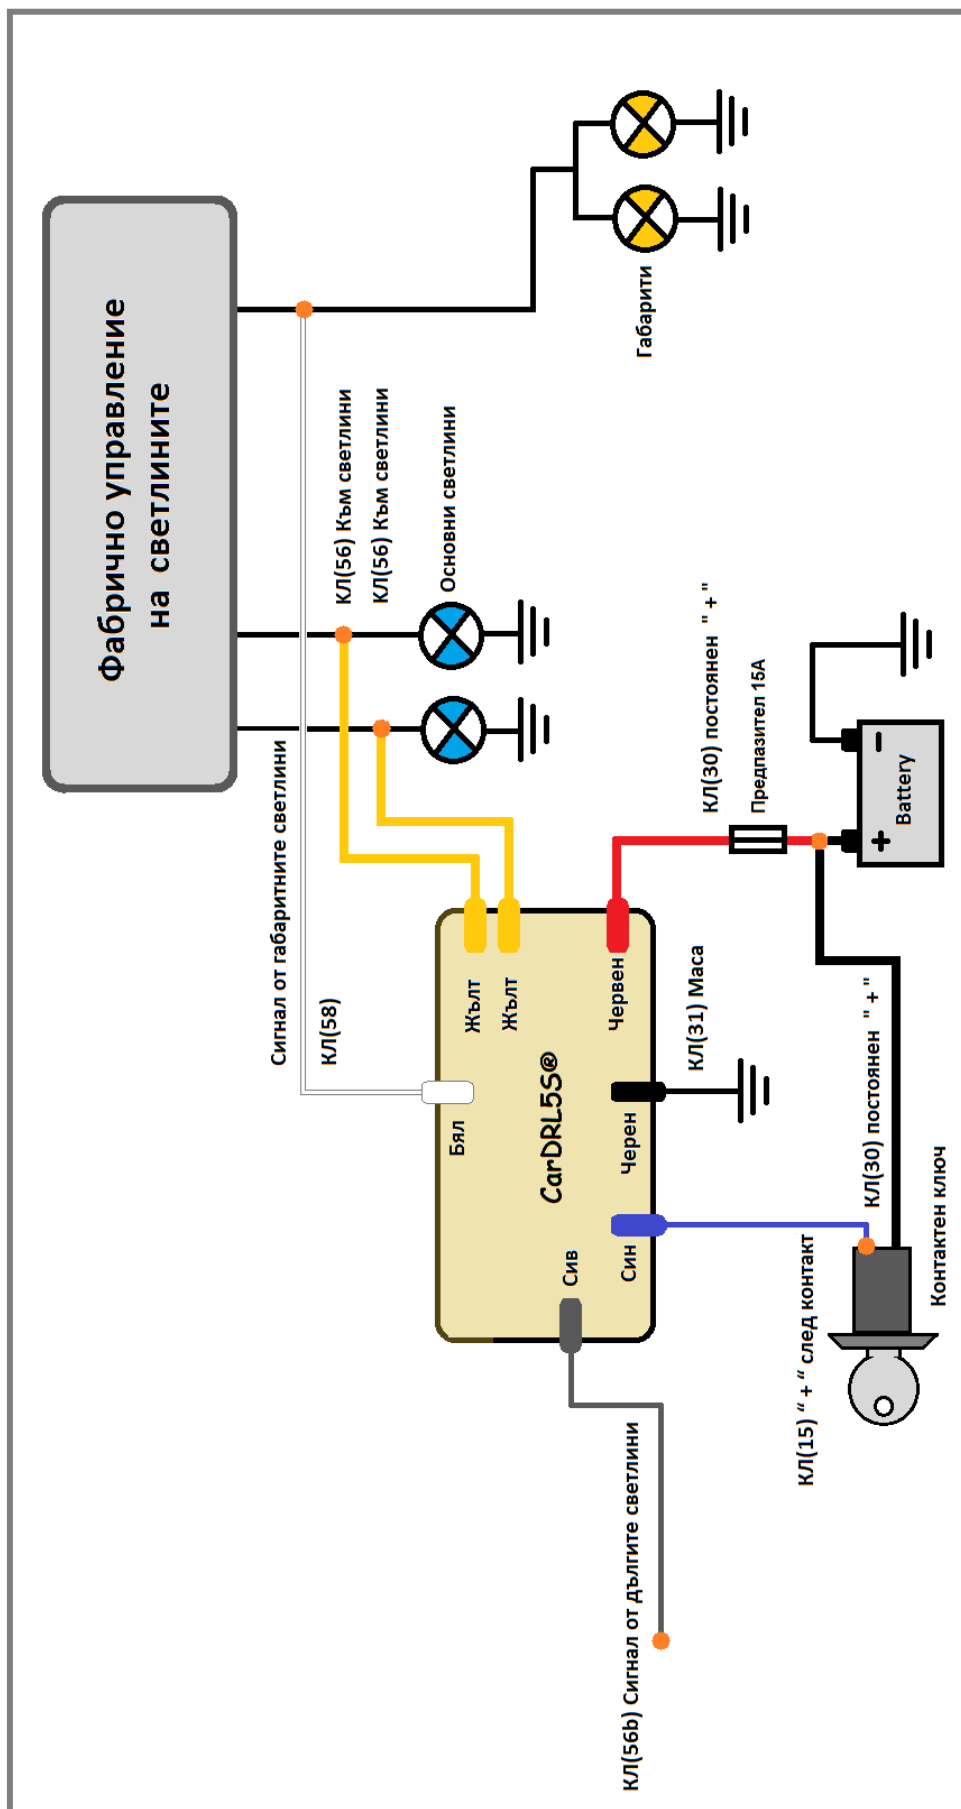 Фабрично управление
на светлините
Габарити
КЛ(56) Към светлини
КЛ(56) Към светлини
Основни светлини
Сигнал от габаритните светлини
КЛ(58)
КЛ(30) постоянен " + "
Предпазител 15А
Battery
+
-
Жълт
Жълт
Червен
КЛ(31) Маса
Бял
CarDRL5S®
Черен
Сив
Син
КЛ(30) постоянен " + "
Контактен ключ
КЛ(15) “ + “ след контакт
КЛ(56b) Сигнал от дългите светлини